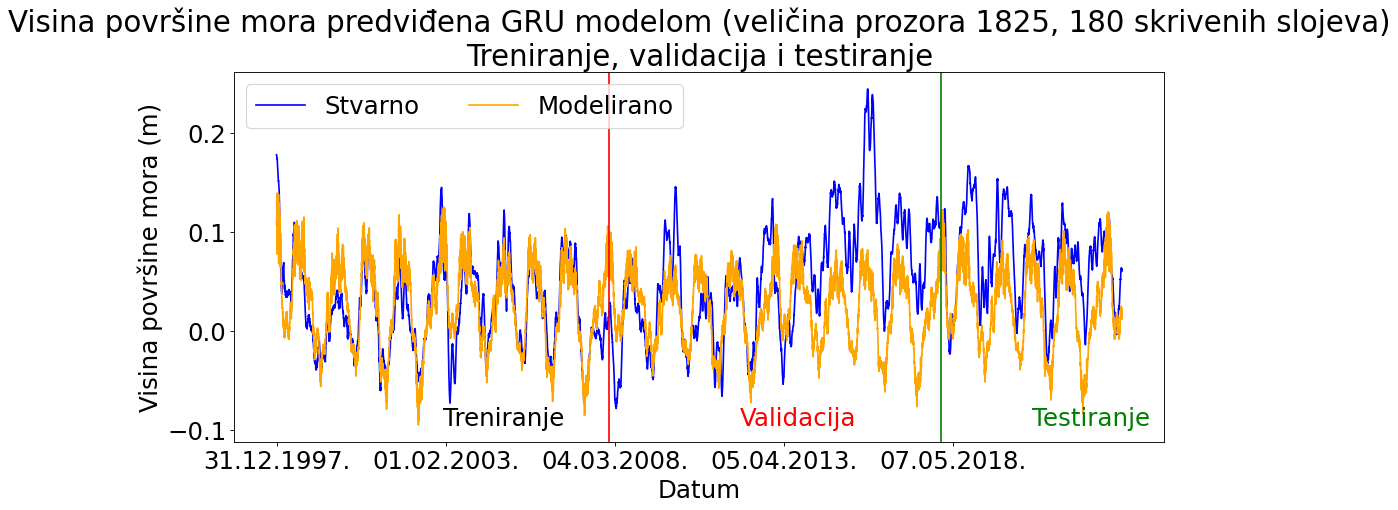 Visina površine mora predviđena GRU modelom (veličina prozora 1825, 180 skrivenih slojeva)
Treniranje, validacija i testiranje
Stvarno Modelirano
Visina površine mora (m)
0.2
0.1
0.0
−0.1
Treniranje Validacija Testiranje
31.12.1997. 01.02.2003. 04.03.2008. 05.04.2013. 07.05.2018.
Datum